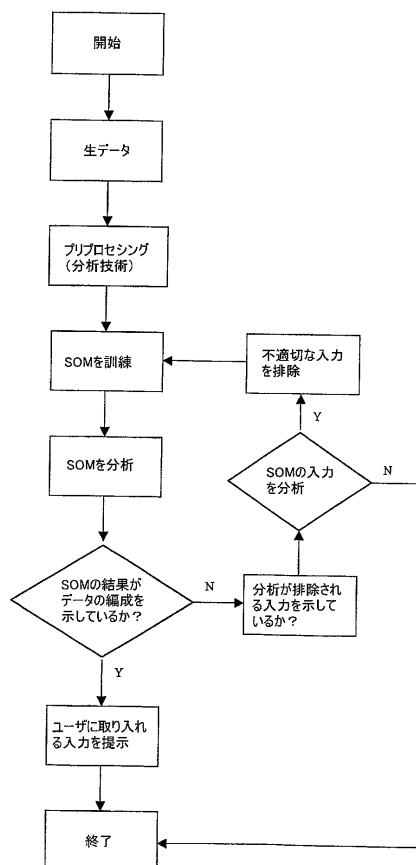 開始
生データ
プリプロセシング
(分析技術)
SOMを訓練
不適切な入力
を排除
Y
SOMを分析
SOMの入力
を分析
N
SOMの結果が
データの編成を
示しているか？
N
分析が排除され
る入力を示して
いるか？
Y
ユーザに取り入れ
る入力を提示
終了